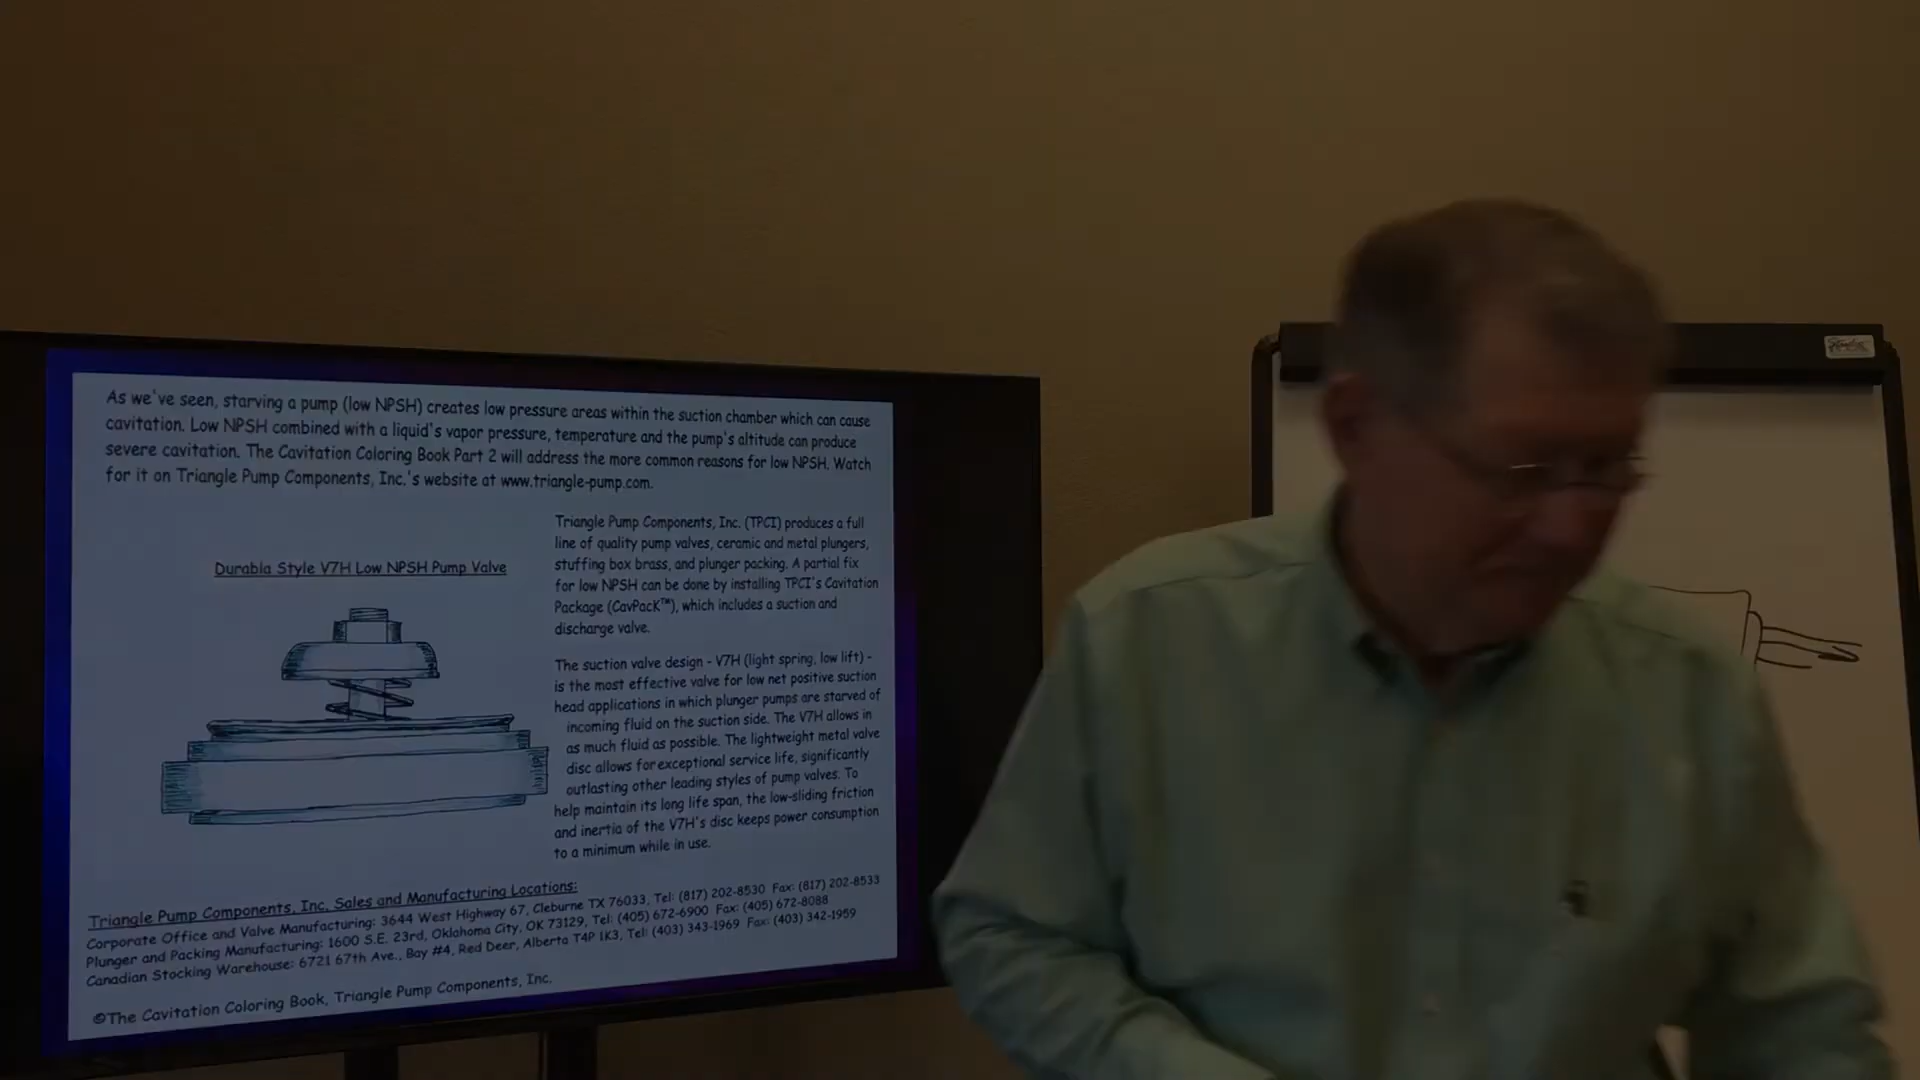 As we've seen, starving a pump (low NPSH) creates low pressure areas within the suction chamber which can cause
cavitation. Low NPSH combined with a liquid's vapor pressure, temperature and the pump's altitude can produce
severe cavitation. The Cavitation Coloring Book Part 2 will address the more common reasons for low NPSH. Watch
for it on Triangle Pump Components, Inc.'s website at www.triangle-pump.com.
Durabla Style V7H Low NPSH Pump Valve
Triangle Pump Components, Inc. (TPCI) produces a full
line of quality pump valves, ceramic and metal plungers,
stuffing box brass, and plunger packing. A partial fix
for low NPSH can be done by installing TPCI's Cavitation
Package (CavPacK™), which includes a suction and
discharge valve.
The suction valve design - V7H (light spring, low lift) -
is the most effective valve for low net positive suction
head applications in which plunger pumps are starved of
incoming fluid on the suction side. The V7H allows in
as much fluid as possible. The lightweight metal valve
disc allows for exceptional service life, significantly
outlasting other leading styles of pump valves. To
help maintain its long life span, the low-sliding friction
and inertia of the V7H's disc keeps power consumption
to a minimum while in use.
Triangle Pump Components, Inc. Sales and Manufacturing Locations:
Corporate Office and Valve Manufacturing: 3644 West Highway 67, Cleburne TX 76033, Tel: (817) 202-8530 Fax: (817) 202-8533
Plunger and Packing Manufacturing: 1600 S.E. 23rd, Oklahoma City, OK 73129, Tel: (405) 672-6900 Fax: (405) 672-8088
Canadian Stocking Warehouse: 6721 67th Ave., Bay #4, Red Deer, Alberta T4P 1K3, Tel: (403) 343-1969 Fax: (403) 342-1959
©The Cavitation Coloring Book, Triangle Pump Components, Inc.